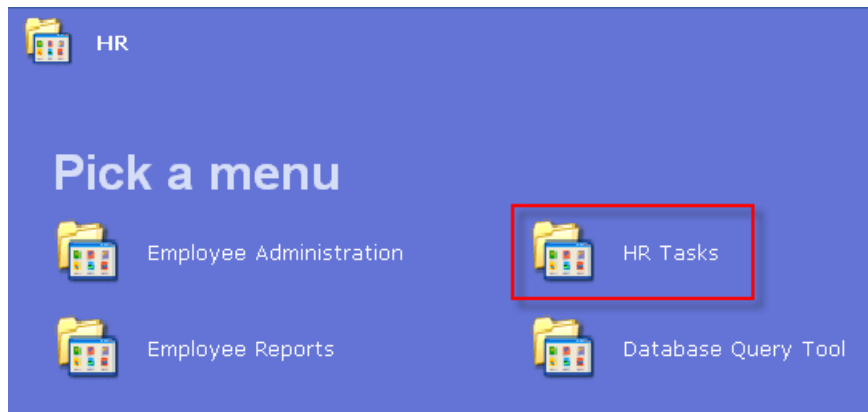 HR
Pick a menu
Employee Administration
HR Tasks
Employee Reports
Database Query Tool